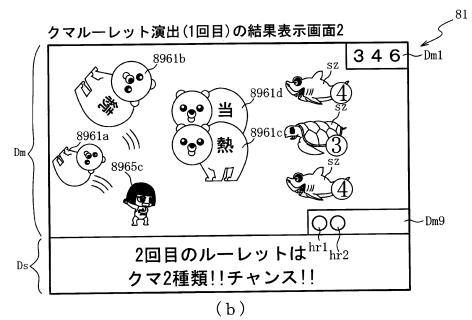 クマルーレット演出(1回目)の結果表示画面2
81
346
Dm1
8961b
続
8961a
8965c
当
8961d
熱
8961c
sz
④
sz
③
sz
④
Dm
Dm9
hr1
hr2
Ds
2回目のルーレットは
クマ2種類!!チャンス!!
(b)